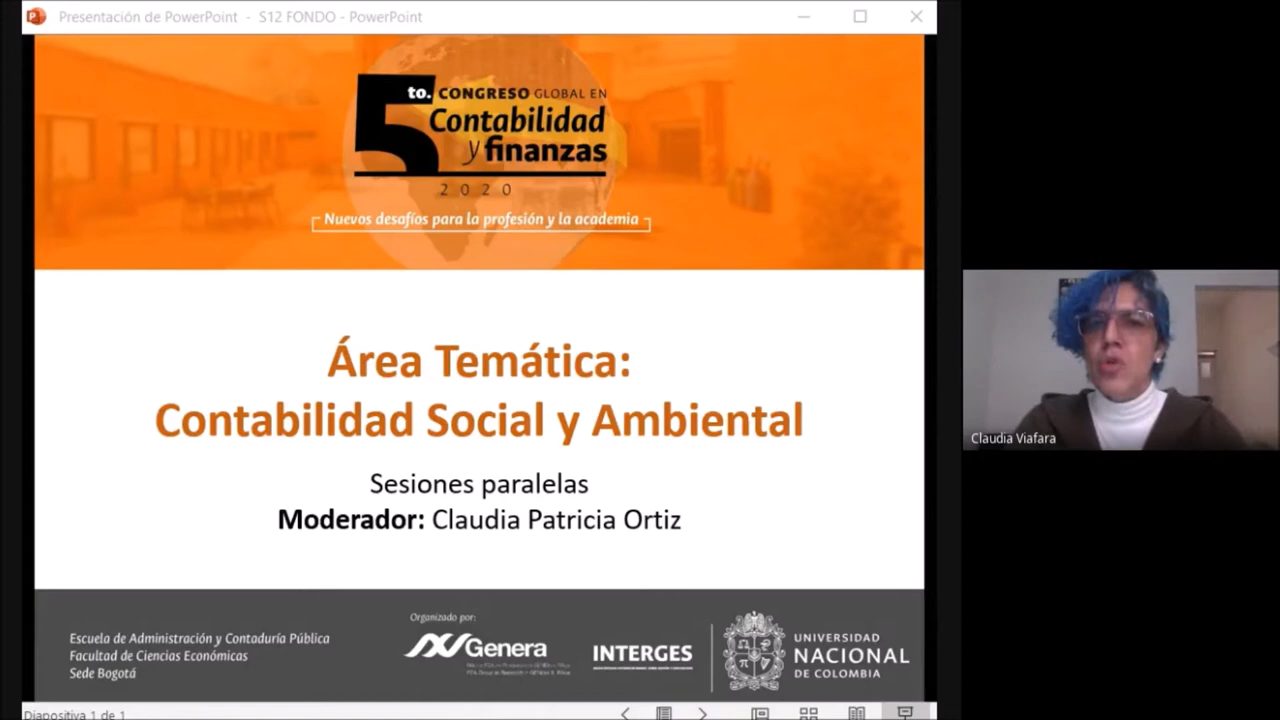 Presentación de PowerPoint - S12 FONDO - PowerPoint
5to. CONGRESO GLOBAL EN
Contabilidad
y finanzas
2020
Nuevos desafíos para la profesión y la academia
Área Temática:
Contabilidad Social y Ambiental
Sesiones paralelas
Moderador: Claudia Patricia Ortiz
Claudia Viafara
Escuela de Administración y Contaduría Pública
Facultad de Ciencias Económicas
Sede Bogotá
Organizado por:
Genera
INTERGES
UNIVERSIDAD
NACIONAL
DE COLOMBIA
Diapositiva 1 de 1